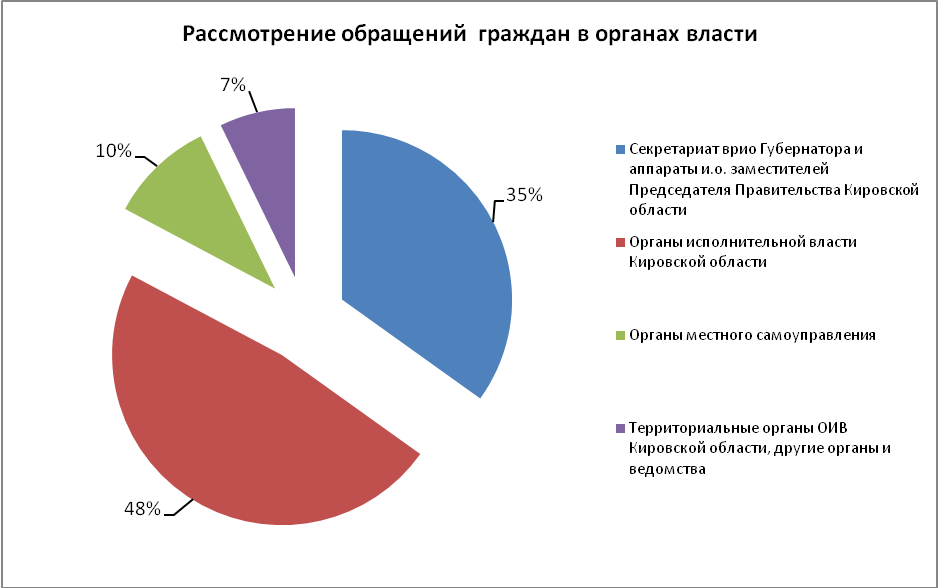 Рассмотрение обращений  граждан в органах власти
7%
10%
35%
48%
Секретариат врио Губернатора и
аппараты и.о. заместителей
Председателя Правительства Кировской
области
Органы исполнительной власти
Кировской области
Органы местного самоуправления
Территориальные органы ОИВ
Кировской области, другие органы и
ведомства